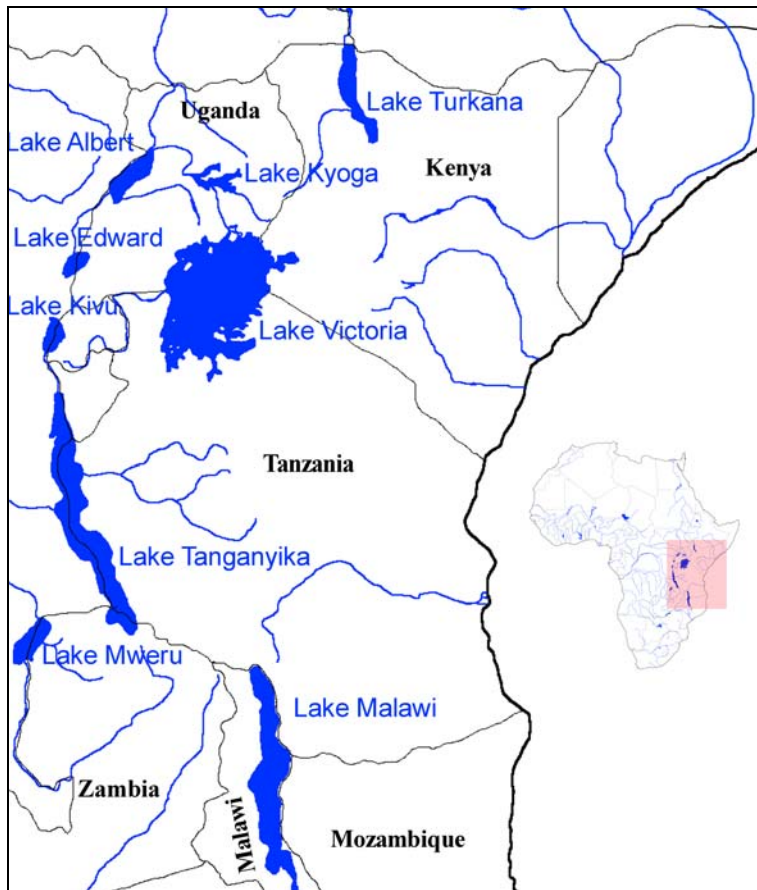 Uganda
Lake Turkana
Lake Albert
Lake Kyoga
Kenya
Lake Edward
Lake Kivu
Lake Victoria
Tanzania
Lake Tanganyika
Lake Mweru
Lake Malawi
Zambia
Malawi
Mozambique